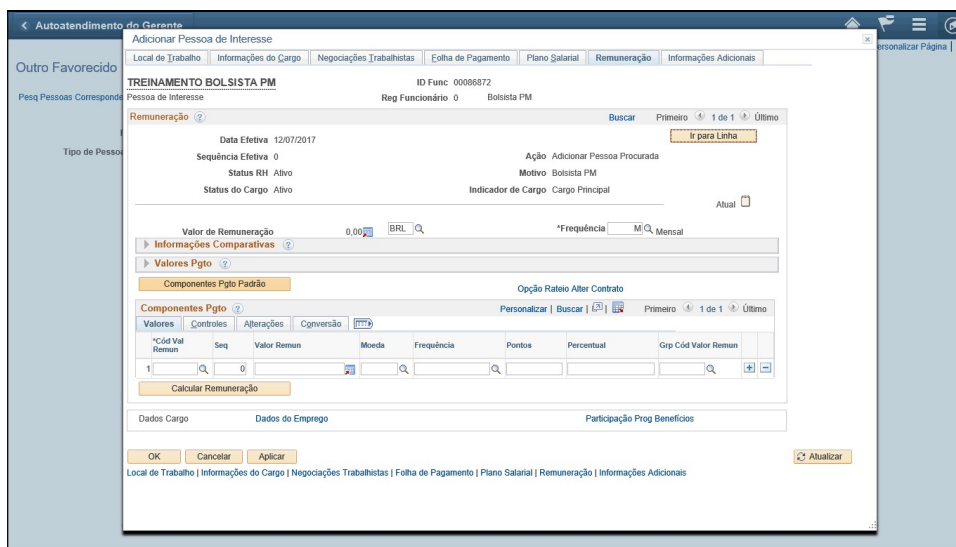 Autoatendimento do Gerente
ersonalizar Página |
Outro Favorecido
Pesq Pessoas Corresponde
Tipo de Pessoa
Adicionar Pessoa de Interesse
Local de Trabalho Informações do Cargo Negociações Trabalhistas Folha de Pagamento Plano Salarial Remuneração Informações Adicionais
TREINAMENTO BOLSISTA PM ID Func 00086872
Pessoa de Interesse Reg Funcionário 0 Bolsista PM
Remuneração Buscar Primeiro 1 de 1 Último
Data Efetiva 12/07/2017 Ir para Linha
Sequência Efetiva 0 Ação Adicionar Pessoa Procurada
Status RH Ativo Motivo Bolsista PM
Status do Cargo Ativo Indicador de Cargo Cargo Principal
Atual
Valor de Remuneração 0,00 BRL *Frequência M Mensal
Informações Comparativas
Valores Pgto
Componentes Pgto Padrão Opção Rateio Alter Contrato
Componentes Pgto Personalizar | Buscar | | Primeiro 1 de 1 Último
Valores Controles Alterações Conversão
*Cód Val Remun Seq Valor Remun Moeda Frequência Pontos Percentual Grp Cód Valor Remun
1 0
Calcular Remuneração
Dados Cargo Dados do Emprego Participação Prog Benefícios
OK Cancelar Aplicar Atualizar
Local de Trabalho | Informações do Cargo | Negociações Trabalhistas | Folha de Pagamento | Plano Salarial | Remuneração | Informações Adicionais